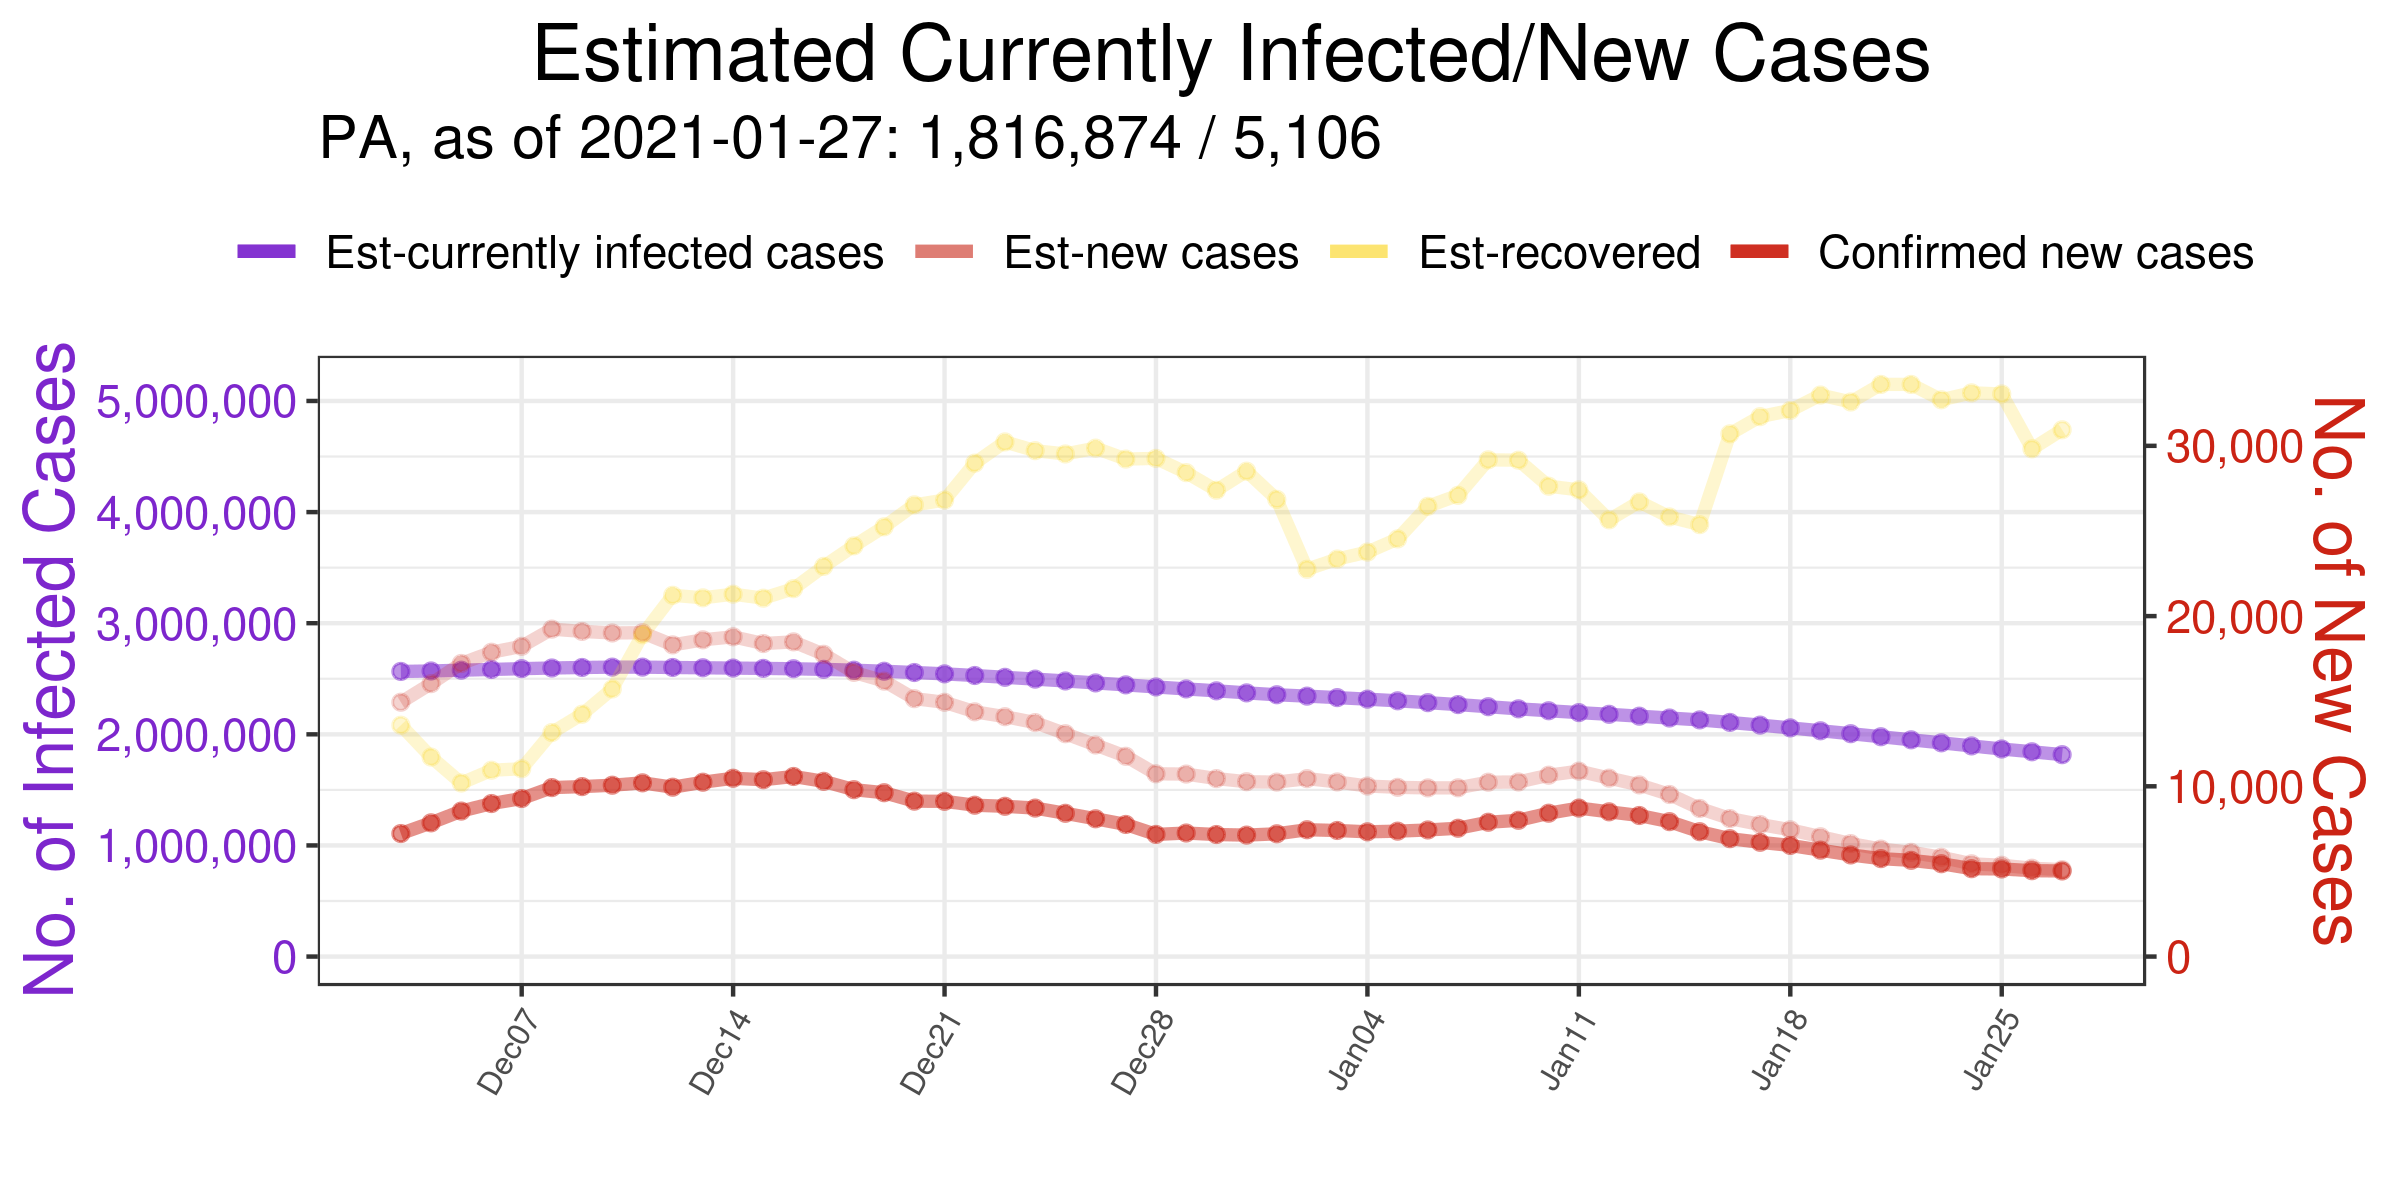 Estimated Currently Infected/New Cases
PA, as of 2021-01-27: 1,816,874 / 5,106
Est-currently infected cases Est-new cases Est-recovered Confirmed new cases
No. of Infected Cases
5,000,000
4,000,000
3,000,000
2,000,000
1,000,000
0
30,000
20,000
10,000
0
No. of New Cases
Dec07 Dec14 Dec21 Dec28 Jan04 Jan11 Jan18 Jan25